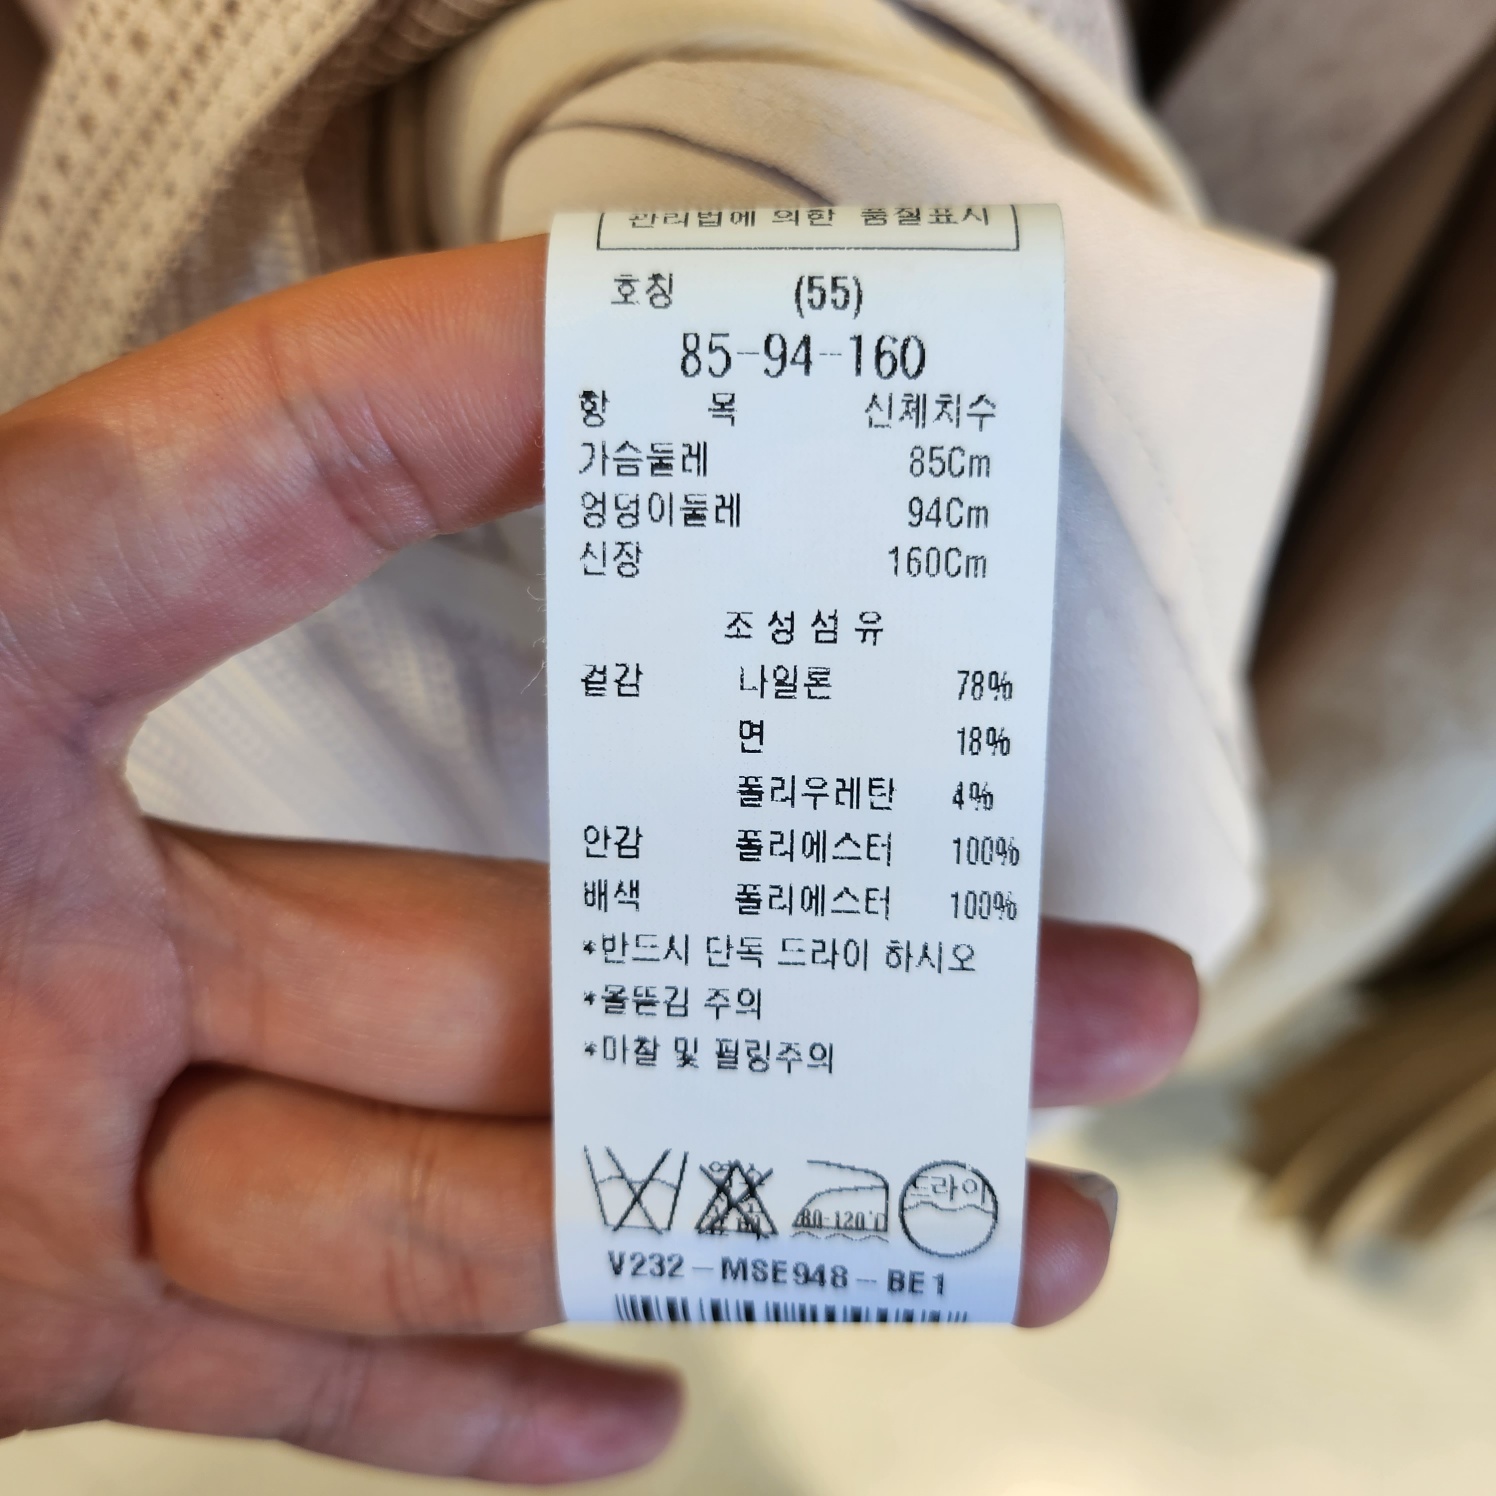 관리법에 의한 품질표시
호칭 (55)
85-94-160
항 목 신체치수
가슴둘레 85Cm
엉덩이둘레 94Cm
신장 160Cm
조성섬유
겉감 나일론 78%
면 18%
폴리우레탄 4%
안감 폴리에스터 100%
배색 폴리에스터 100%
*반드시 단독 드라이 하시오
*올뜯김 주의
*마찰 및 필링주의
80-120℃ 드라이
V232-MSE948-BE1